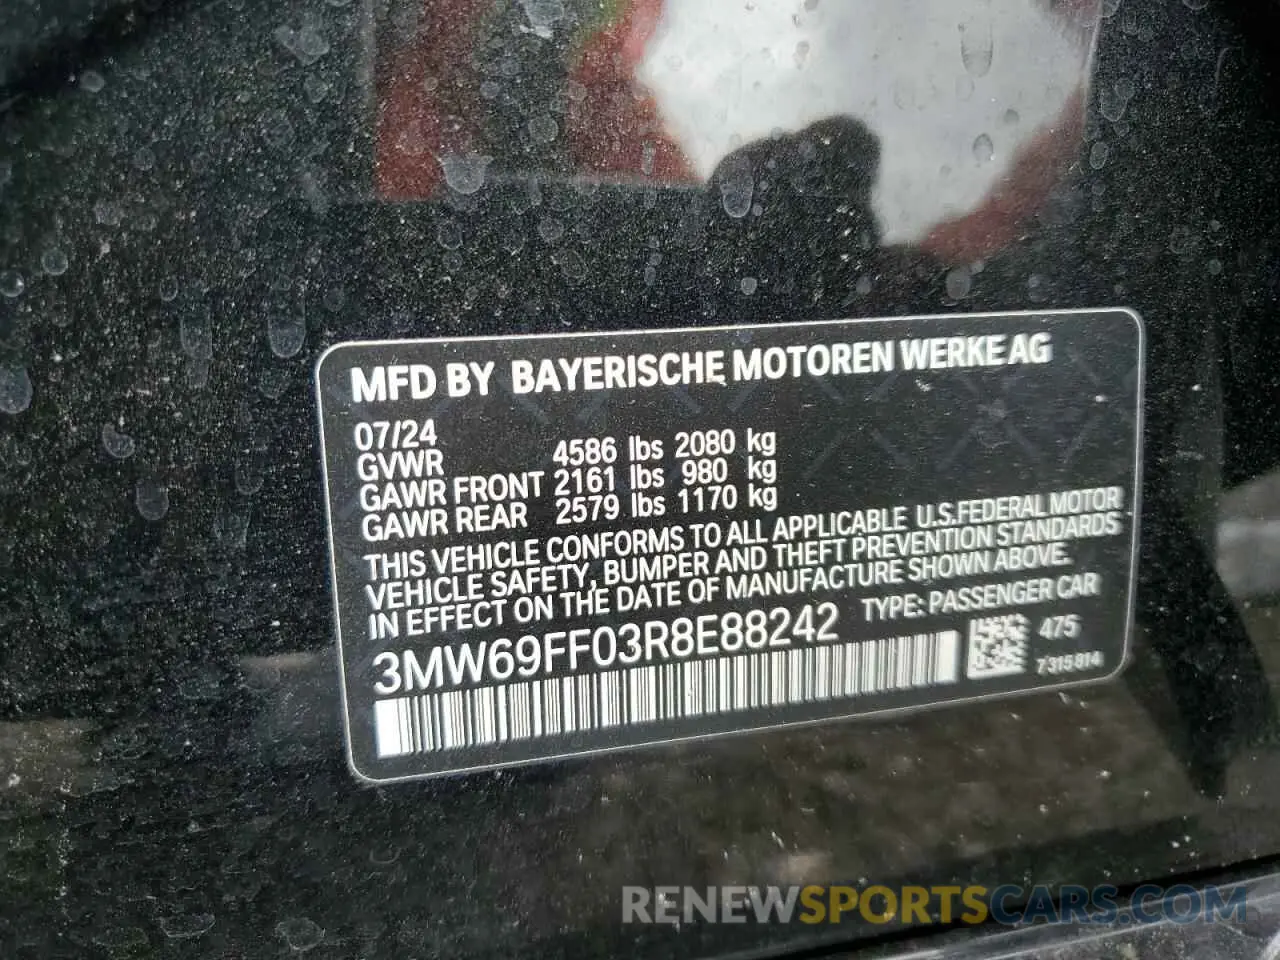 MFD BY BAYERISCHE MOTOREN WERKE AG
07/24
GVWR 4586 lbs 2080 kg
GAWR FRONT 2161 lbs 980 kg
GAWR REAR 2579 lbs 1170 kg
THIS VEHICLE CONFORMS TO ALL APPLICABLE U.S.FEDERAL MOTOR
VEHICLE SAFETY, BUMPER AND THEFT PREVENTION STANDARDS
IN EFFECT ON THE DATE OF MANUFACTURE SHOWN ABOVE.
3MW69FF03R8E88242 TYPE: PASSENGER CAR
475
7315814
RENEWSPORTSCARS.COM